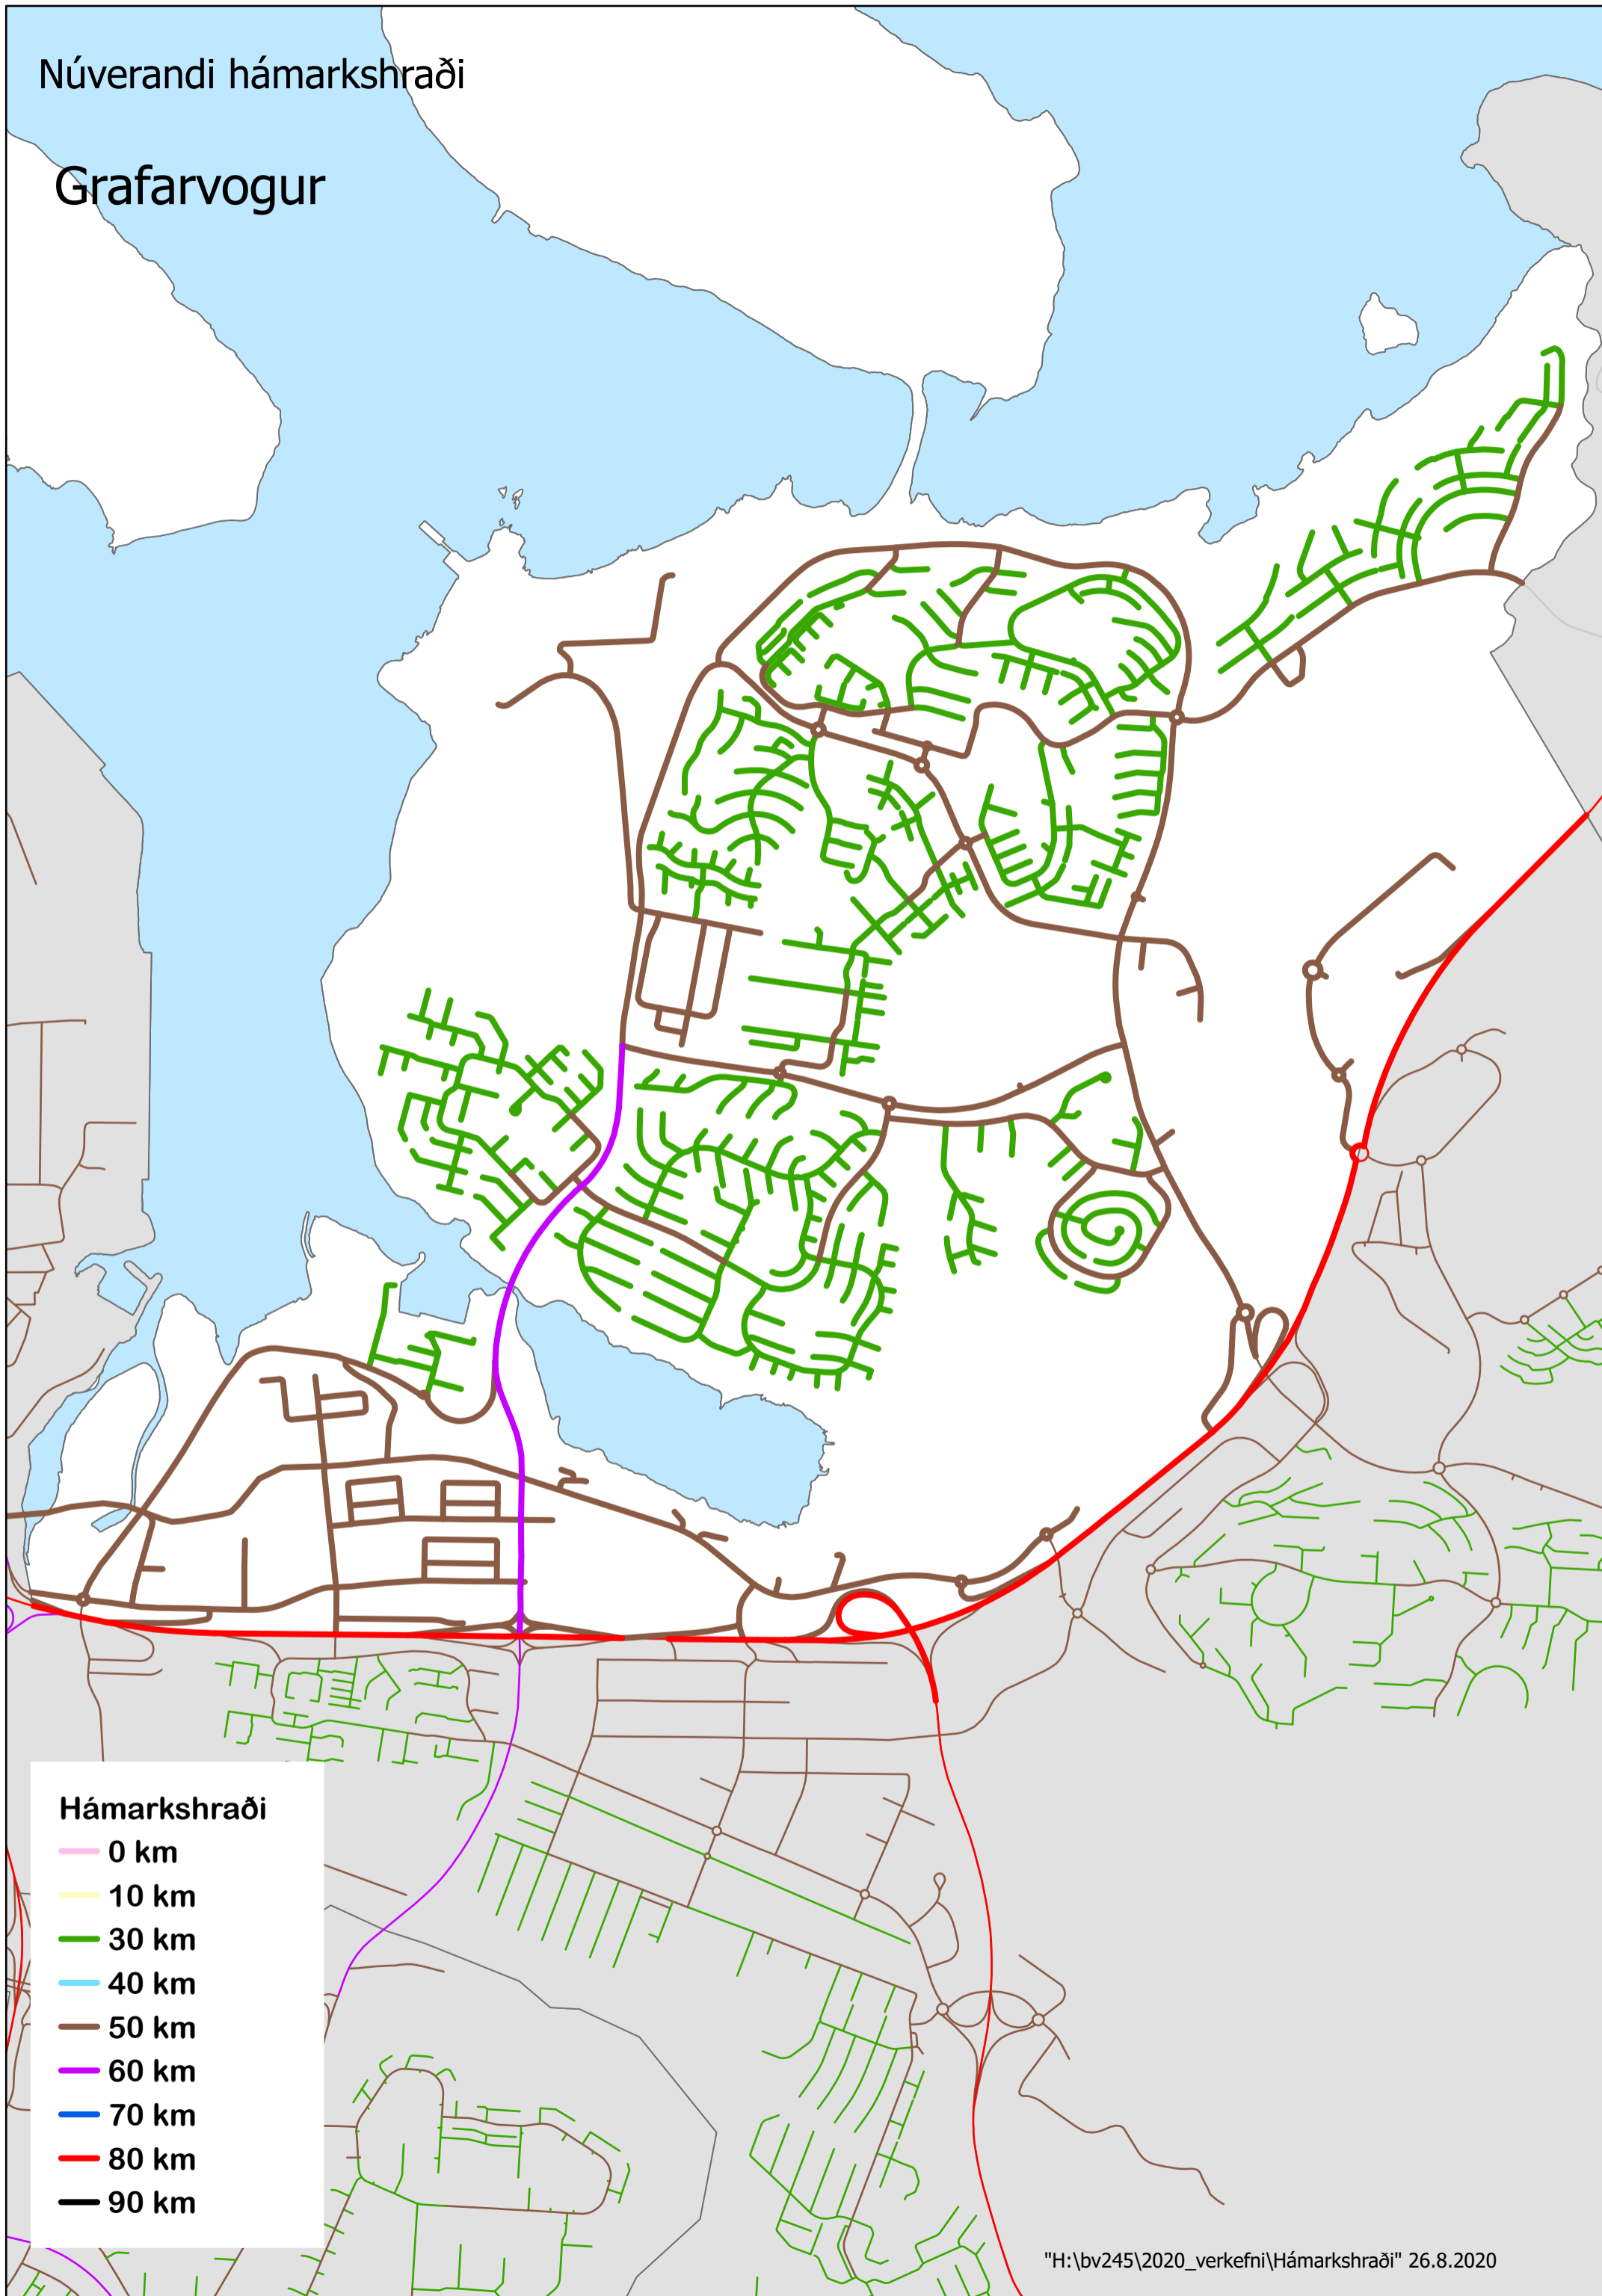 Núverandi hámarkshraði
Grafarvogur
Hámarkshraði
0 km
10 km
30 km
40 km
50 km
60 km
70 km
80 km
90 km
"H:\bv245\2020_verkefni\Hámarkshraði" 26.8.2020